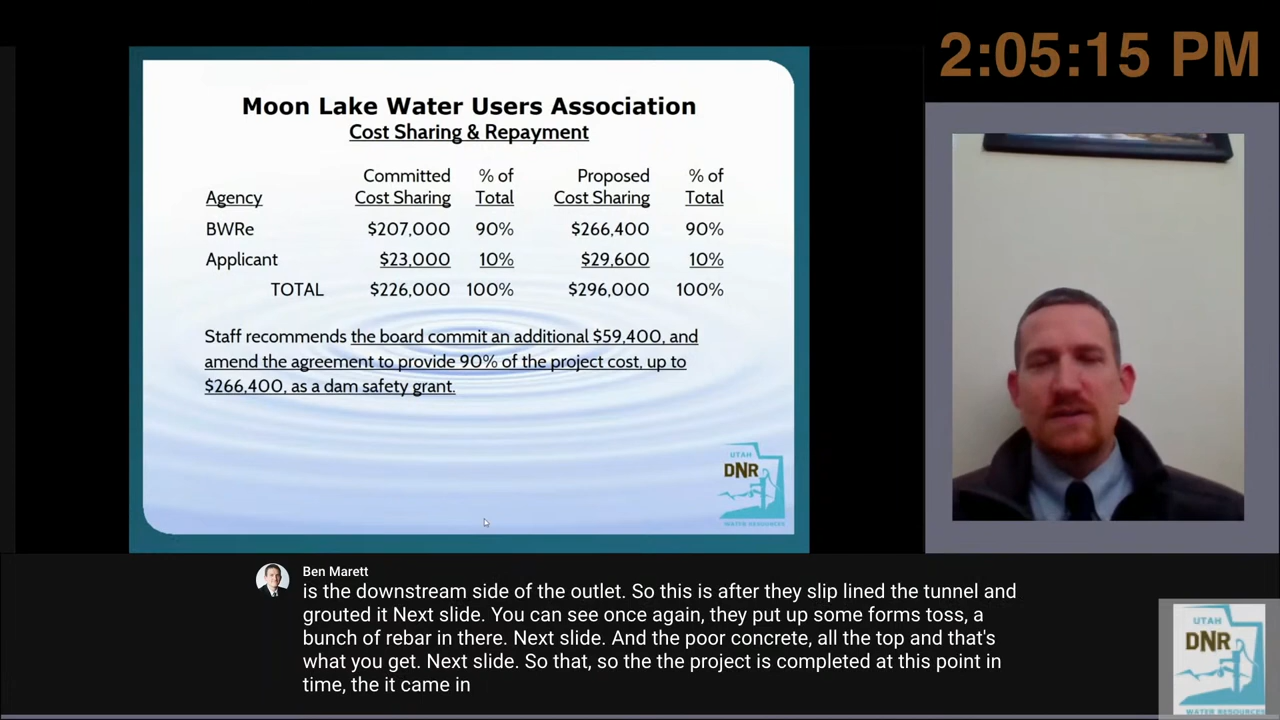 2:05:15 PM
Moon Lake Water Users Association
Cost Sharing & Repayment
Committed % of Proposed % of
Agency Cost Sharing Total Cost Sharing Total
BWRe $207,000 90% $266,400 90%
Applicant $23,000 10% $29,600 10%
TOTAL $226,000 100% $296,000 100%
Staff recommends the board commit an additional $59,400, and
amend the agreement to provide 90% of the project cost, up to
$266,400, as a dam safety grant.
UTAH
DNR
WATER RESOURCES
Ben Marett
is the downstream side of the outlet. So this is after they slip lined the tunnel and
grouted it Next slide. You can see once again, they put up some forms toss, a
bunch of rebar in there. Next slide. And the poor concrete, all the top and that's
what you get. Next slide. So that, so the the project is completed at this point in
time, the it came in
UTAH
DNR
WATER RESOURCES